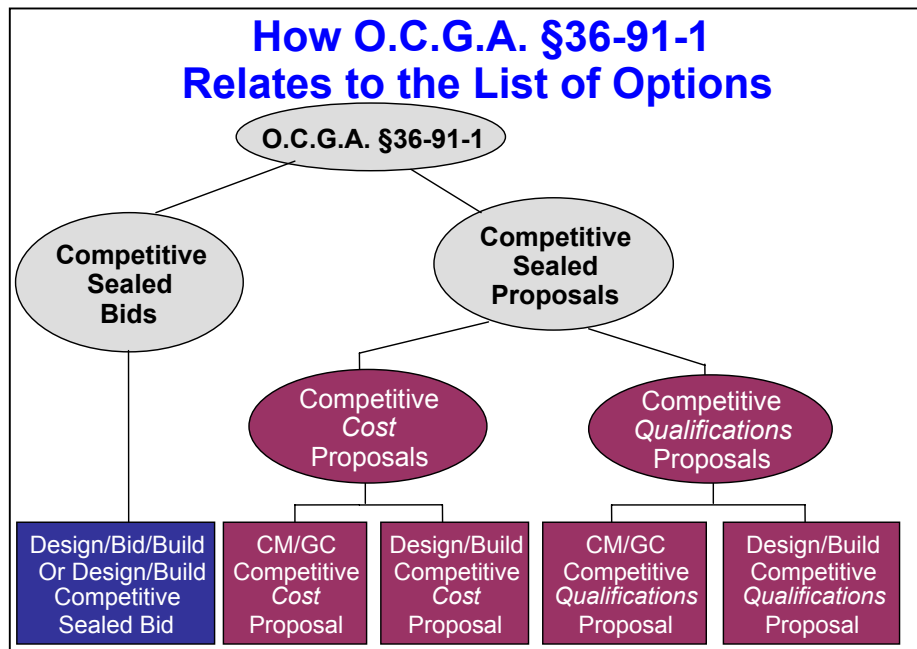 How O.C.G.A. §36-91-1
Relates to the List of Options
O.C.G.A. §36-91-1
Competitive
Sealed
Bids
Competitive
Sealed
Proposals
Competitive
Cost
Proposals
Competitive
Qualifications
Proposals
Design/Bid/Build
Or Design/Build
Competitive
Sealed Bid
CM/GC
Competitive
Cost
Proposal
Design/Build
Competitive
Cost
Proposal
CM/GC
Competitive
Qualifications
Proposal
Design/Build
Competitive
Qualifications
Proposal